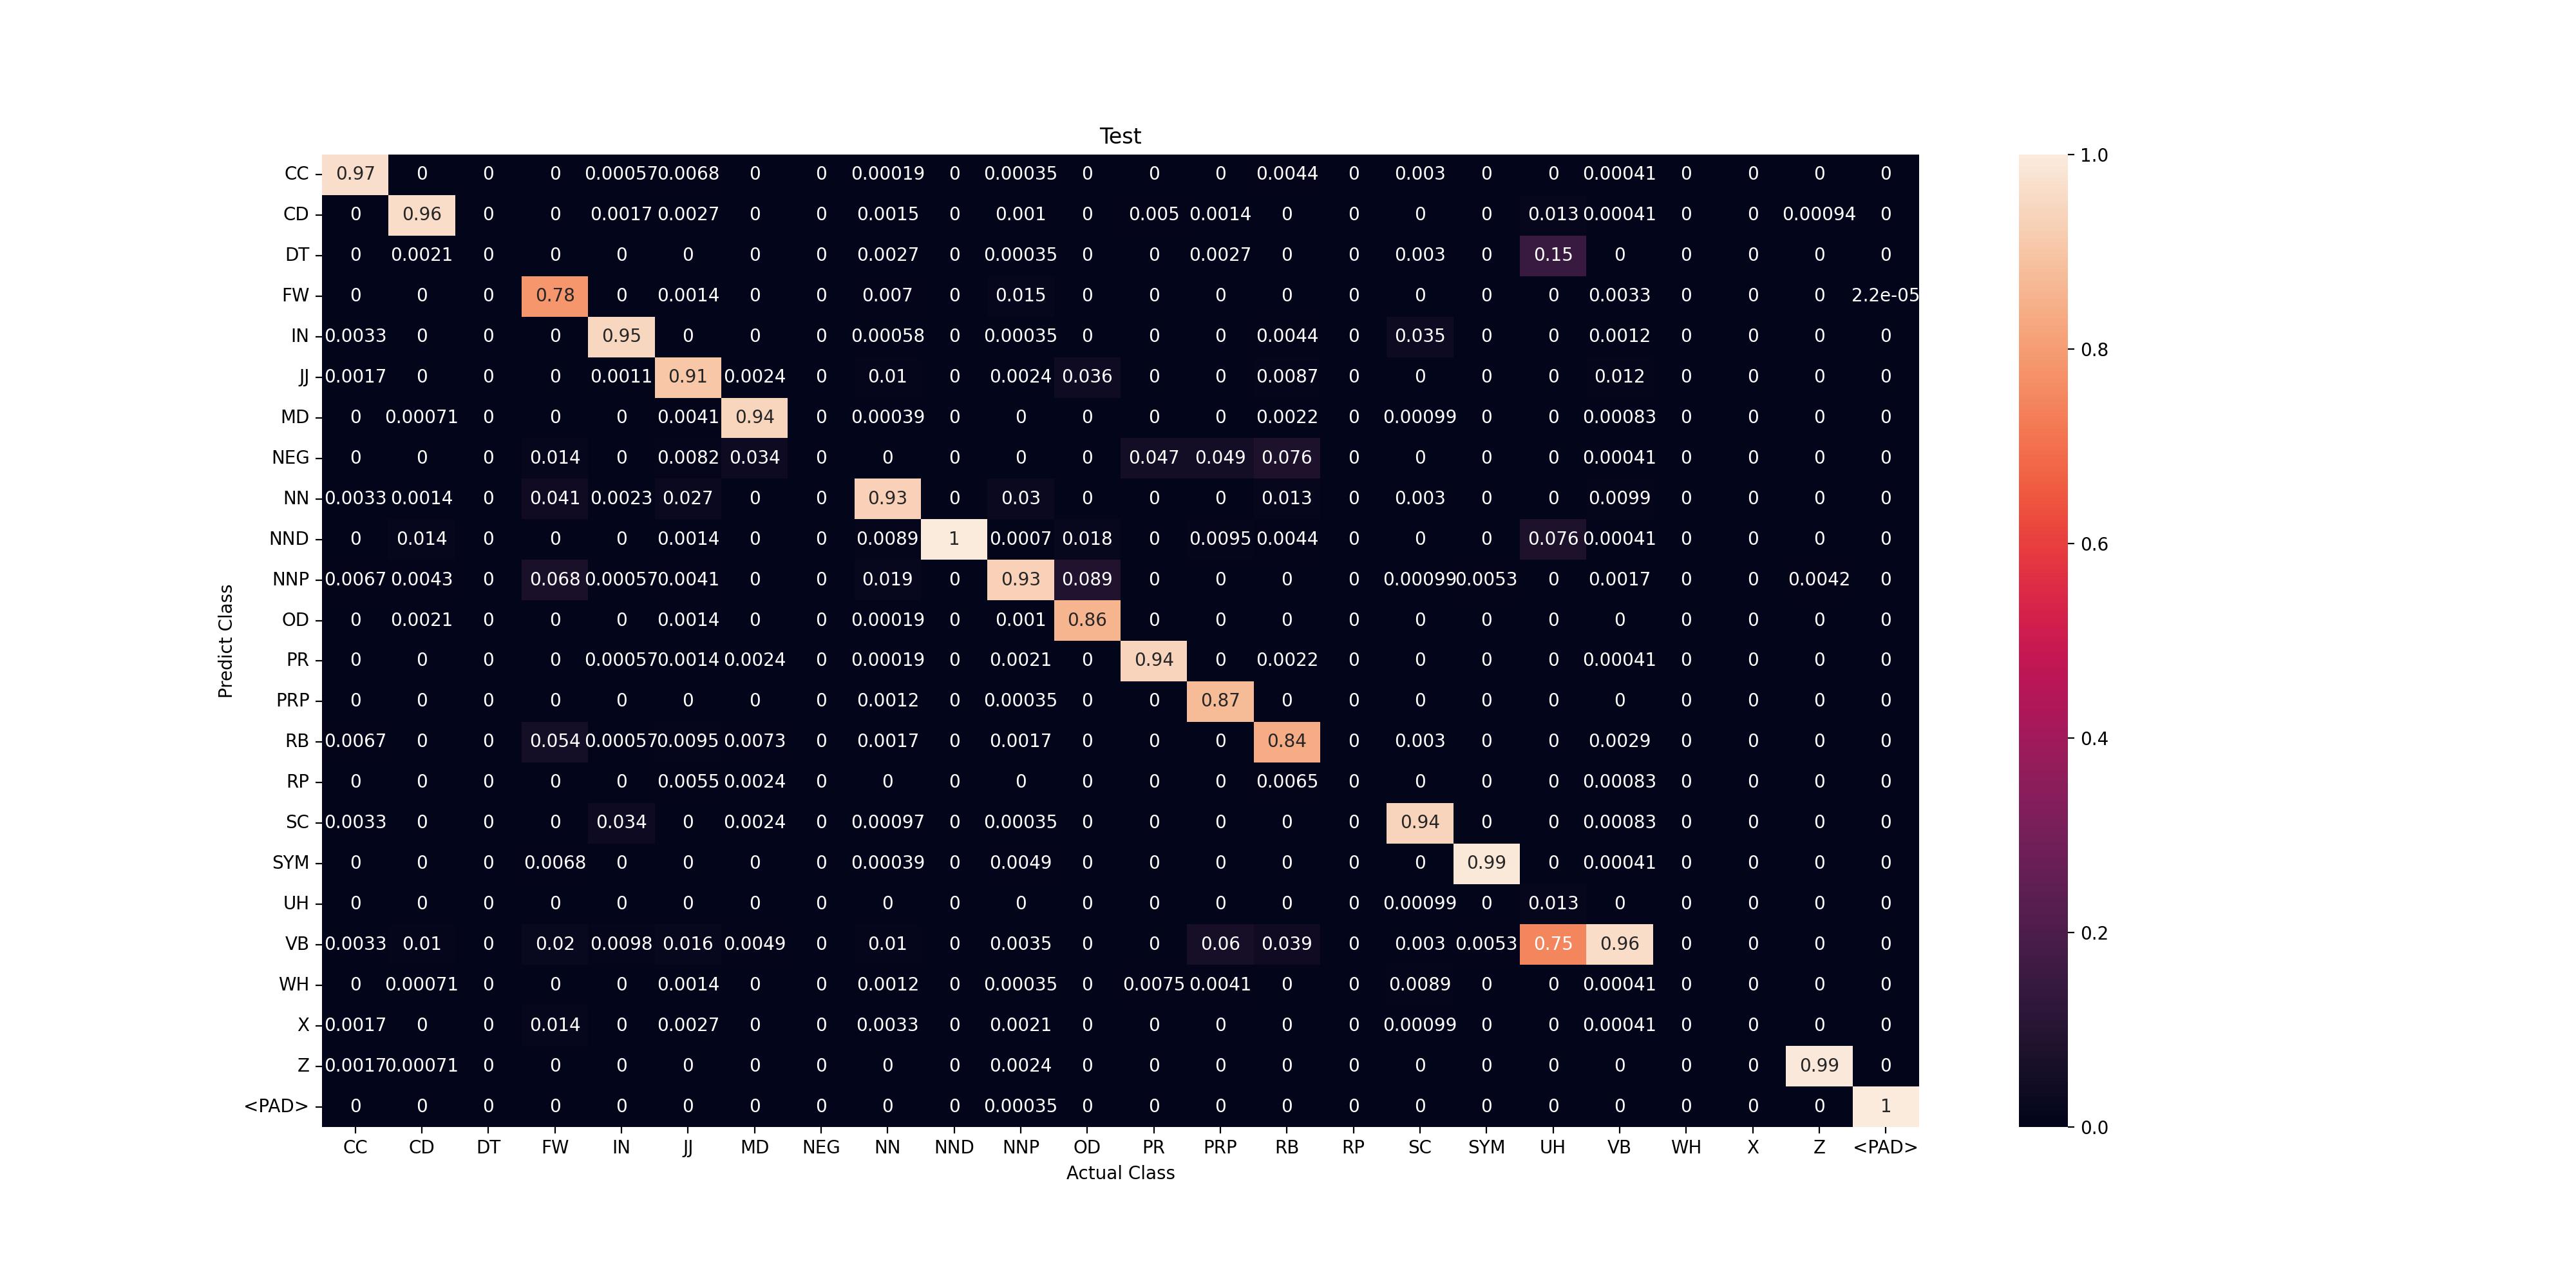 Test
CC 0.97 0 0 0 0.00057 0.0068 0 0 0.00019 0 0.00035 0 0 0 0.0044 0 0.003 0 0 0.00041 0 0 0 0
CD 0 0.96 0 0 0.0017 0.0027 0 0 0.0015 0 0.001 0 0.005 0.0014 0 0 0 0 0.013 0.00041 0 0 0.00094 0
DT 0 0.0021 0 0 0 0 0 0 0.0027 0 0.00035 0 0 0.0027 0 0 0.003 0 0.15 0 0 0 0 0
FW 0 0 0 0.78 0 0.0014 0 0 0.007 0 0.015 0 0 0 0 0 0 0 0 0.0033 0 0 0 2.2e-05
IN 0.0033 0 0 0 0.95 0 0 0 0.00058 0 0.00035 0 0 0 0.0044 0 0.035 0 0 0.0012 0 0 0 0
JJ 0.0017 0 0 0 0.0011 0.91 0.0024 0 0.01 0 0.0024 0.036 0 0 0.0087 0 0 0 0 0.012 0 0 0 0
MD 0 0.00071 0 0 0 0.0041 0.94 0 0.00039 0 0 0 0 0 0.0022 0 0.00099 0 0 0.00083 0 0 0 0
NEG 0 0 0 0.014 0 0.0082 0.034 0 0 0 0 0 0.047 0.049 0.076 0 0 0 0 0.00041 0 0 0 0
NN 0.0033 0.0014 0 0.041 0.0023 0.027 0 0 0.93 0 0.03 0 0 0 0.013 0 0.003 0 0 0.0099 0 0 0 0
NND 0 0.014 0 0 0 0.0014 0 0 0.0089 1 0.0007 0.018 0 0.0095 0.0044 0 0 0 0.076 0.00041 0 0 0 0
NNP 0.0067 0.0043 0 0.068 0.00057 0.0041 0 0 0.019 0 0.93 0.089 0 0 0 0 0.00099 0.0053 0 0.0017 0 0 0.0042 0
OD 0 0.0021 0 0 0 0.0014 0 0 0.00019 0 0.001 0.86 0 0 0 0 0 0 0 0 0 0 0 0
PR 0 0 0 0 0.00057 0.0014 0.0024 0 0.00019 0 0.0021 0 0.94 0 0.0022 0 0 0 0 0.00041 0 0 0 0
PRP 0 0 0 0 0 0 0 0 0.0012 0 0.00035 0 0 0.87 0 0 0 0 0 0 0 0 0 0
RB 0.0067 0 0 0.054 0.00057 0.0095 0.0073 0 0.0017 0 0.0017 0 0 0 0.84 0 0.003 0 0 0.0029 0 0 0 0
RP 0 0 0 0 0 0.0055 0.0024 0 0 0 0 0 0 0 0.0065 0 0 0 0 0.00083 0 0 0 0
SC 0.0033 0 0 0 0.034 0 0.0024 0 0.00097 0 0.00035 0 0 0 0 0 0.94 0 0 0.00083 0 0 0 0
SYM 0 0 0 0.0068 0 0 0 0 0.00039 0 0.0049 0 0 0 0 0 0 0.99 0 0.00041 0 0 0 0
UH 0 0 0 0 0 0 0 0 0 0 0 0 0 0 0 0 0.00099 0 0.013 0 0 0 0 0
VB 0.0033 0.01 0 0.02 0.0098 0.016 0.0049 0 0.01 0 0.0035 0 0 0.06 0.039 0 0.003 0.0053 0.75 0.96 0 0 0 0
WH 0 0.00071 0 0 0 0.0014 0 0 0.0012 0 0.00035 0 0.0075 0.0041 0 0 0.0089 0 0 0.00041 0 0 0 0
X 0.0017 0 0 0.014 0 0.0027 0 0 0.0033 0 0.0021 0 0 0 0 0 0.00099 0 0 0.00041 0 0 0 0
Z 0.0017 0.00071 0 0 0 0 0 0 0 0 0.0024 0 0 0 0 0 0 0 0 0 0 0 0.99 0
<PAD> 0 0 0 0 0 0 0 0 0 0 0.00035 0 0 0 0 0 0 0 0 0 0 0 0 1
CC CD DT FW IN JJ MD NEG NN NND NNP OD PR PRP RB RP SC SYM UH VB WH X Z <PAD>
Actual Class
Predict Class
1.0
0.8
0.6
0.4
0.2
0.0